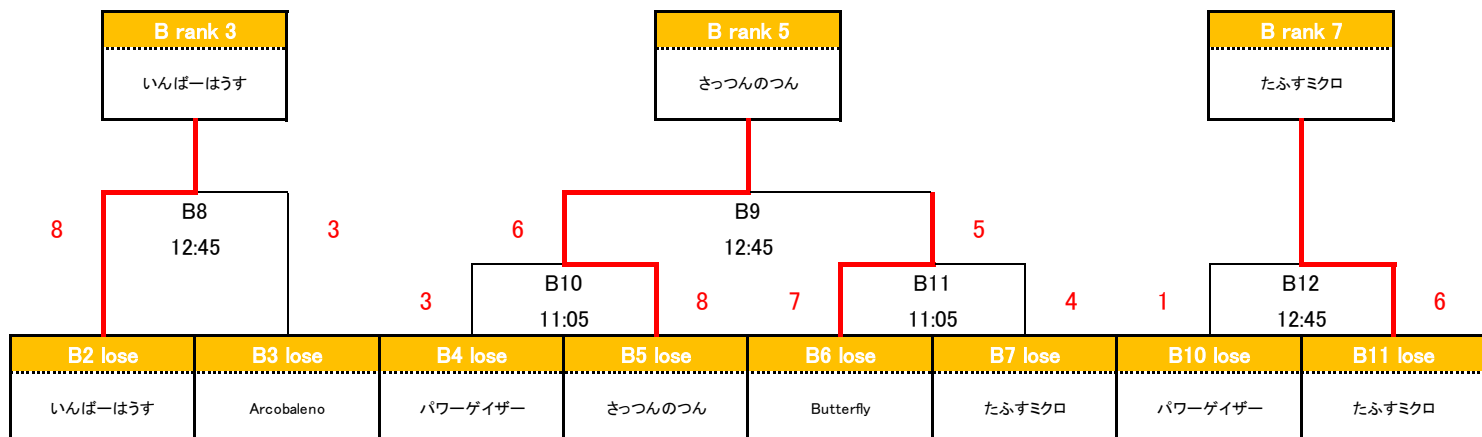 B rank 3
B rank 5
B rank 7
いんばーはうす
さっつんのつん
たふすミクロ
B8
B9
8
3
6
5
12:45
12:45
B10
B11
B12
3
8
7
4
1
6
11:05
11:05
12:45
B2 lose
B3 lose
B4 lose
B5 lose
B6 lose
B7 lose
B10 lose
B11 lose
いんばーはうす
Arcobaleno
パワーゲイザー
さっつんのつん
Butterfly
たふすミクロ
パワーゲイザー
たふすミクロ